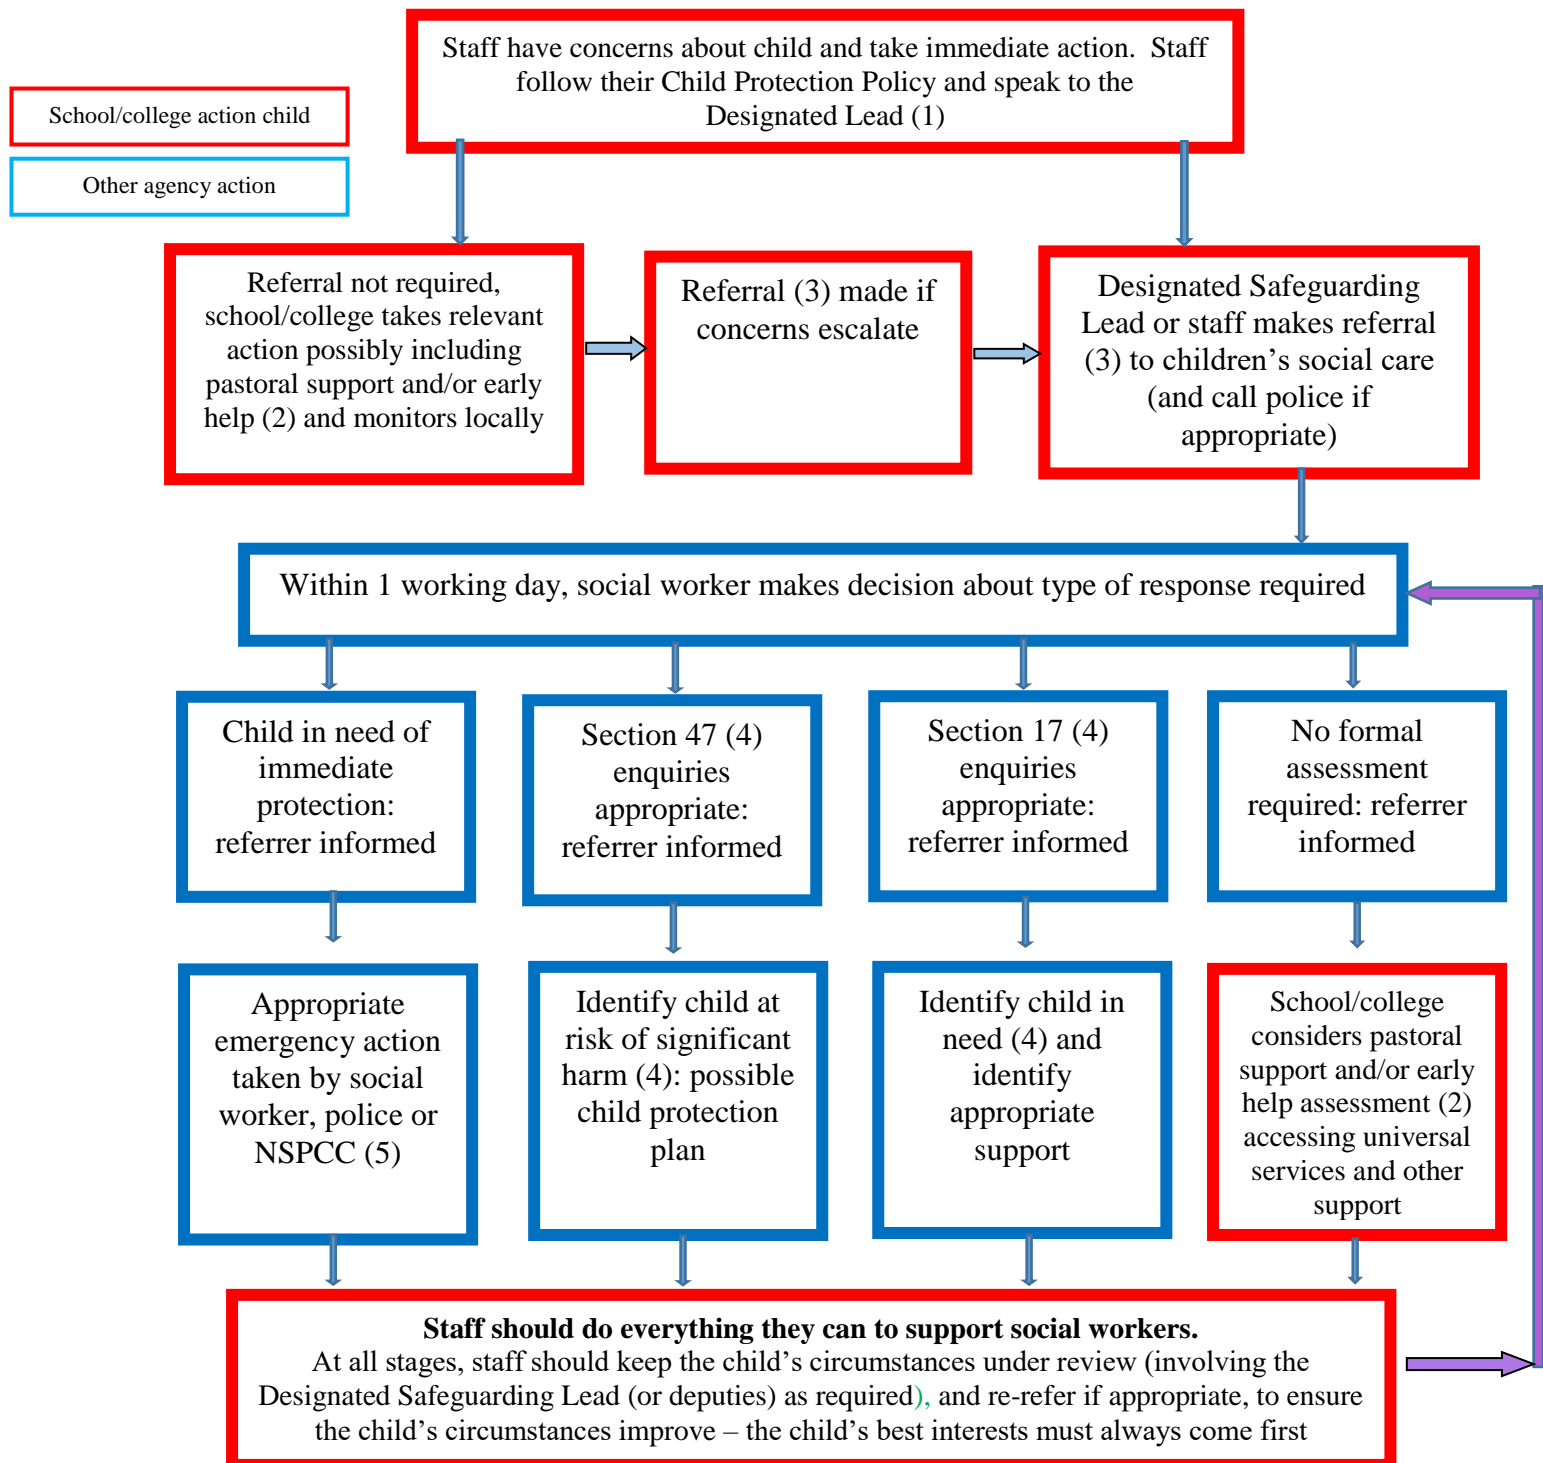 Staff have concerns about child and take immediate action.  Staff
follow their Child Protection Policy and speak to the
Designated Lead (1)
School/college action child
Other agency action
Referral not required,
school/college takes relevant
action possibly including
pastoral support and/or early
help (2) and monitors locally
Referral (3) made if
concerns escalate
Designated Safeguarding
Lead or staff makes referral
(3) to children’s social care
(and call police if
appropriate)
Within 1 working day, social worker makes decision about type of response required
Child in need of
immediate
protection:
referrer informed
Section 47 (4)
enquiries
appropriate:
referrer informed
Section 17 (4)
enquiries
appropriate:
referrer informed
No formal
assessment
required: referrer
informed
Appropriate
emergency action
taken by social
worker, police or
NSPCC (5)
Identify child at
risk of significant
harm (4): possible
child protection
plan
Identify child in
need (4) and
identify
appropriate
support
School/college
considers pastoral
support and/or early
help assessment (2)
accessing universal
services and other
support
Staff should do everything they can to support social workers.
At all stages, staff should keep the child’s circumstances under review (involving the
Designated Safeguarding Lead (or deputies) as required), and re-refer if appropriate, to ensure
the child’s circumstances improve – the child’s best interests must always come first